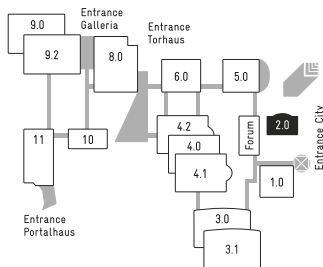 Entrance
Galleria
Entrance
Torhaus
9.0
9.2
8.0
6.0
5.0
4.2
4.0
4.1
Forum
2.0
Entrance City
11
10
1.0
3.0
3.1
Entrance
Portalhaus